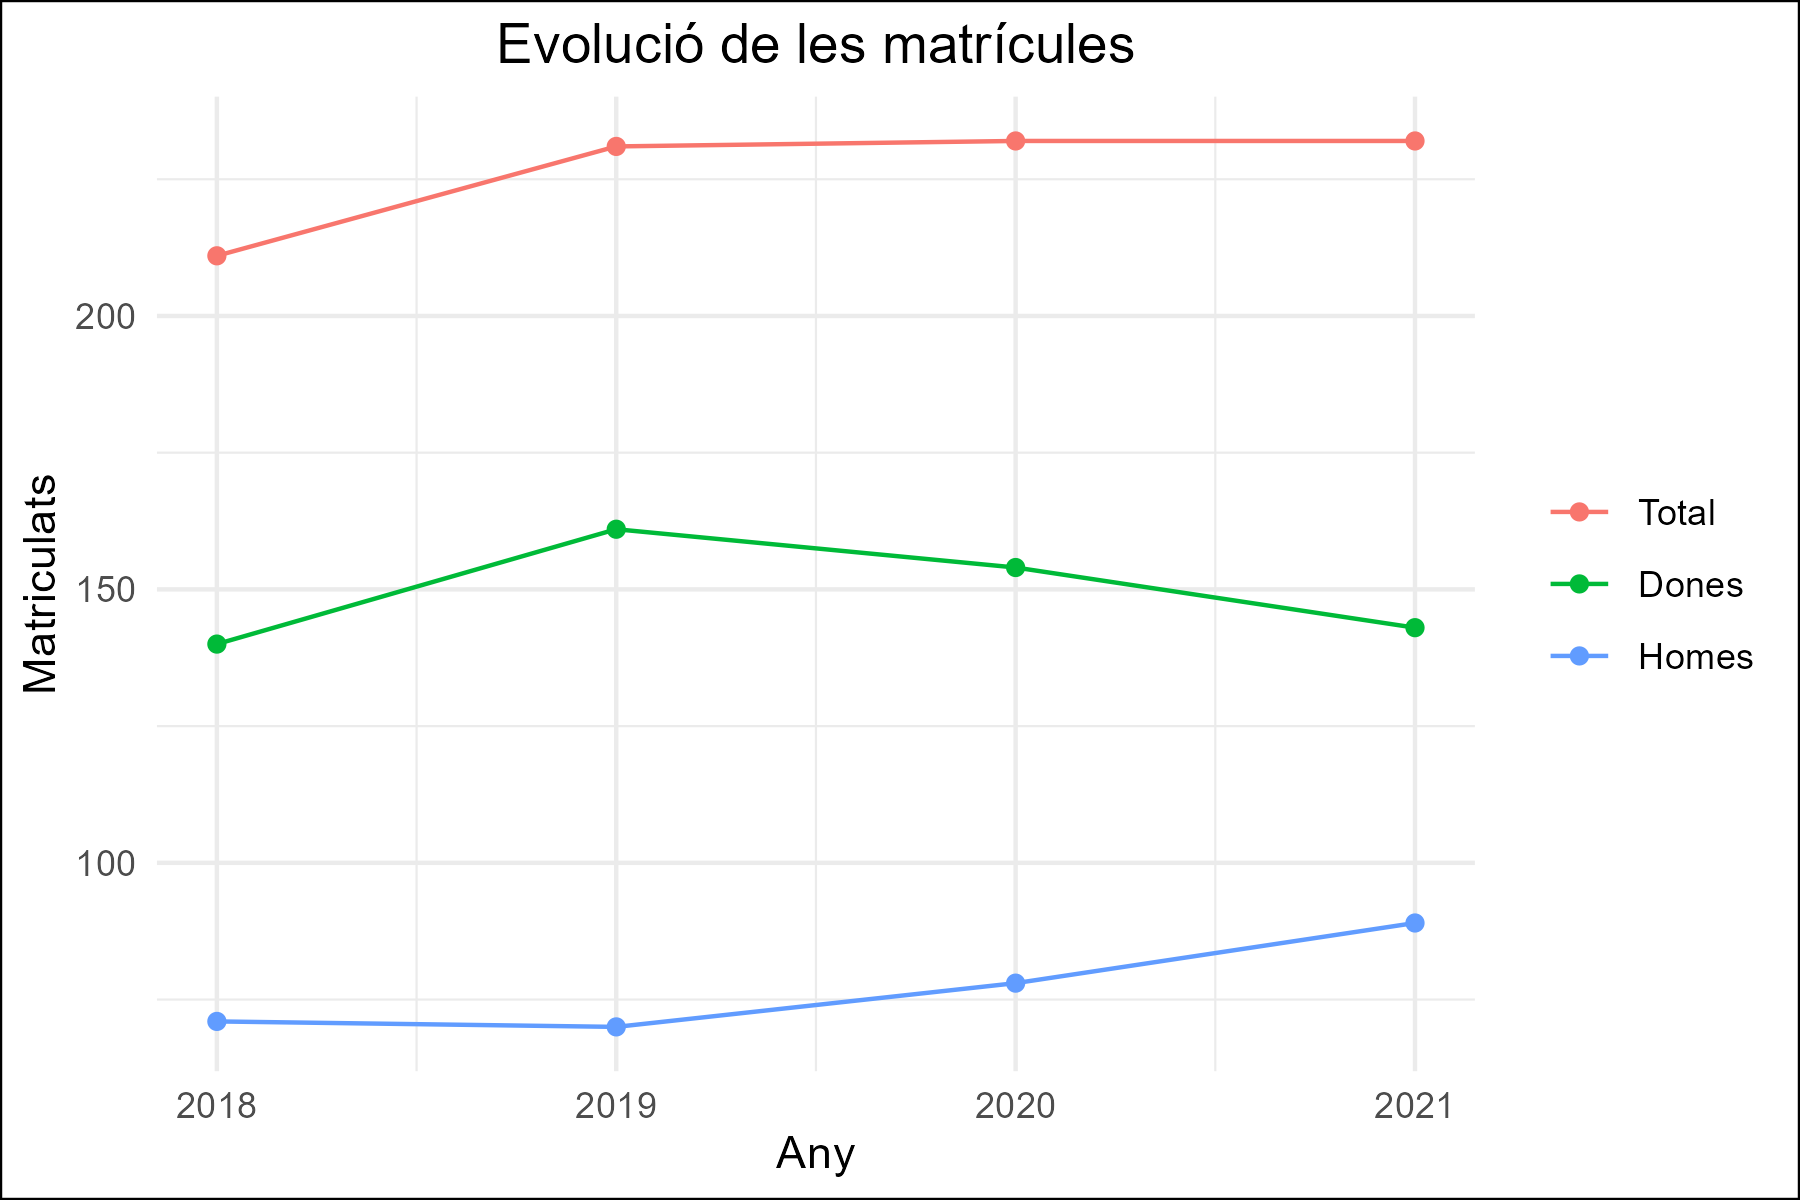 Evolució de les matrícules
Matriculats
200
150
100
2018
2019
2020
2021
Any
Total
Dones
Homes